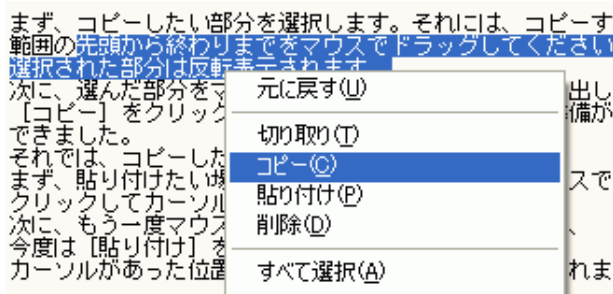 まず、コピーしたい部分を選択します。それには、コピーす
範囲の先頭から終わりまでをマウスでドラッグしてください
選択された部分は反転表示されます。
次に、選んだ部分をマ
出し
［コピー］をクリック
備が
できました。
それでは、コピーした
まず、貼り付けたい場
スで
クリックしてカーソル
次に、もう一度マウス
、
今度は［貼り付け］を
カーソルがあった位置
れま
元に戻す(U)
切り取り(T)
コピー(C)
貼り付け(P)
削除(D)
すべて選択(A)